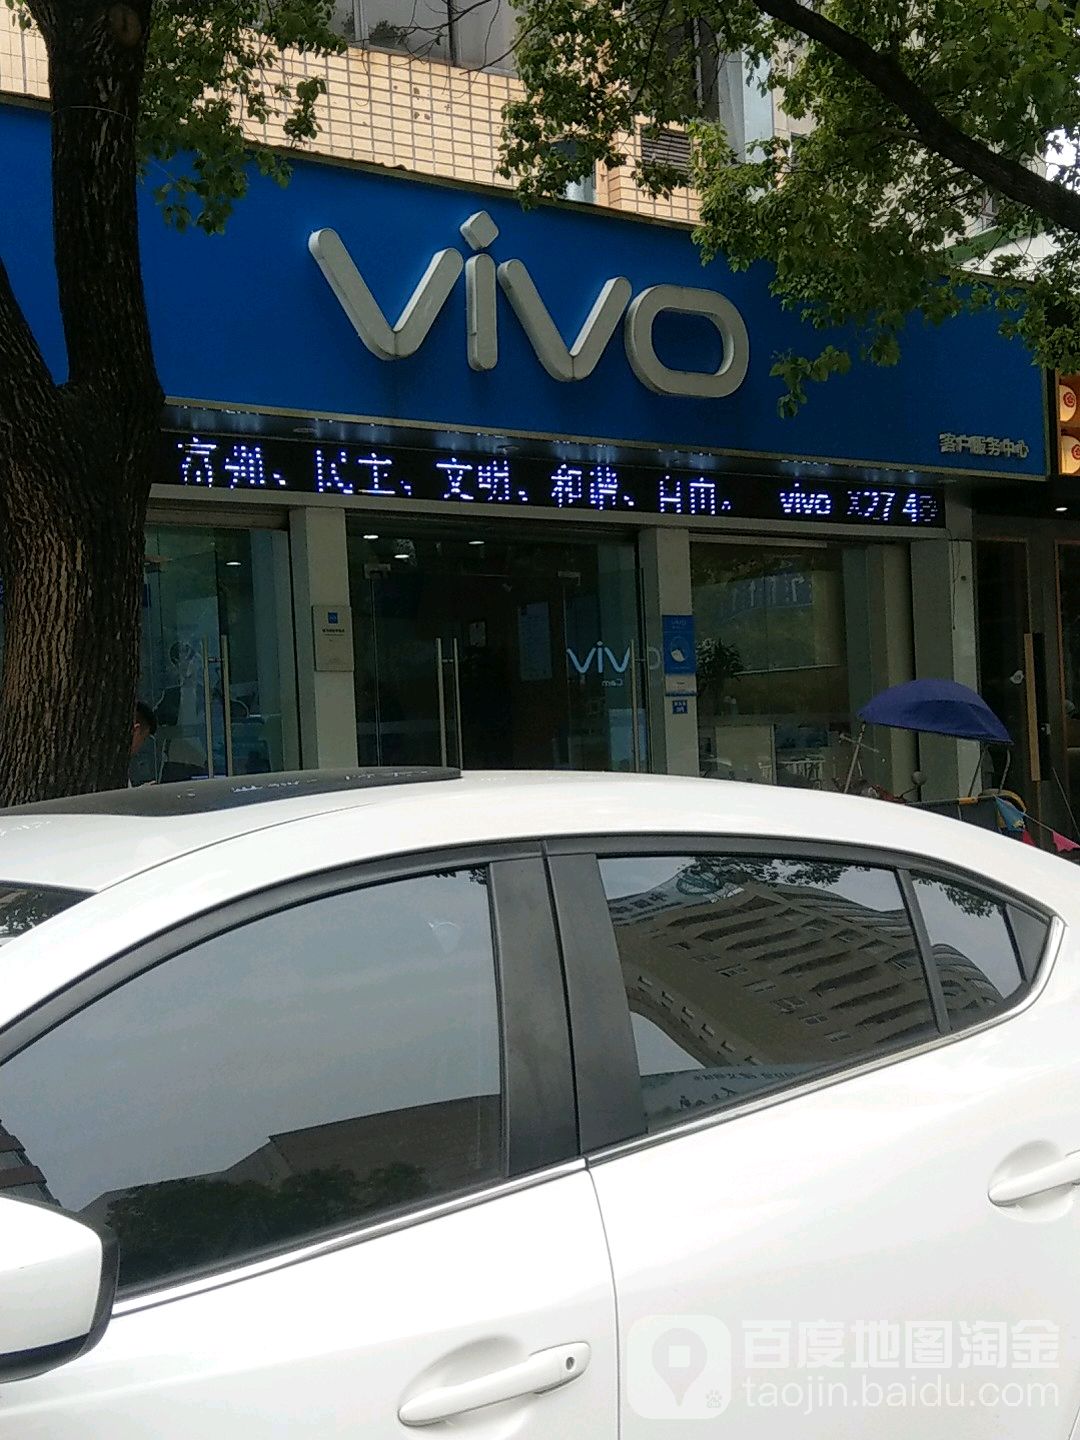 vivo
客户服务中心
富强、民主、文明、和谐、自由、 vivo X27 4
vivo
百度地图淘金
taojin.baidu.com